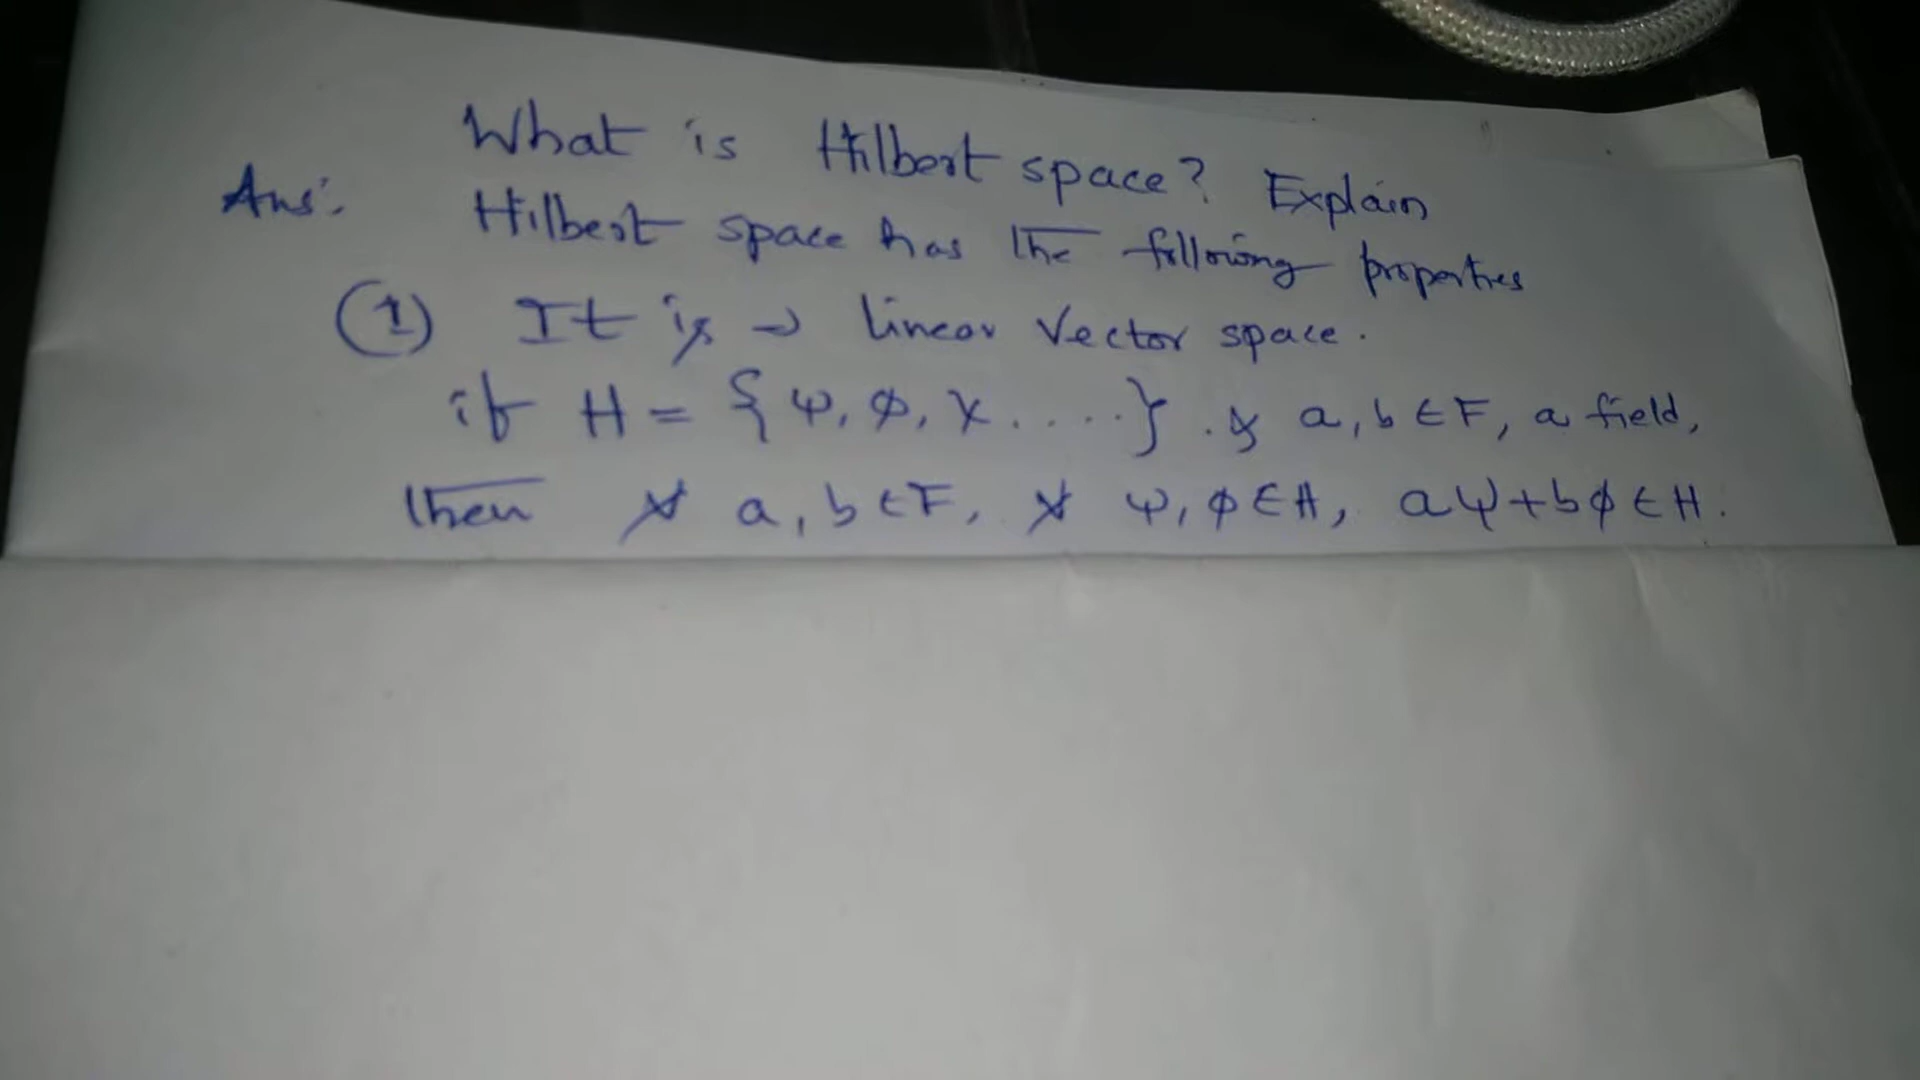 What is Hilbert space? Explain
Ans: Hilbert space has the following properties
(1) It is a linear vector space.
if H = {ψ, φ, χ ....} . & a, b ∈ F, a field,
then ∀ a, b ∈ F, ∀ ψ, φ ∈ H, aψ + bφ ∈ H.